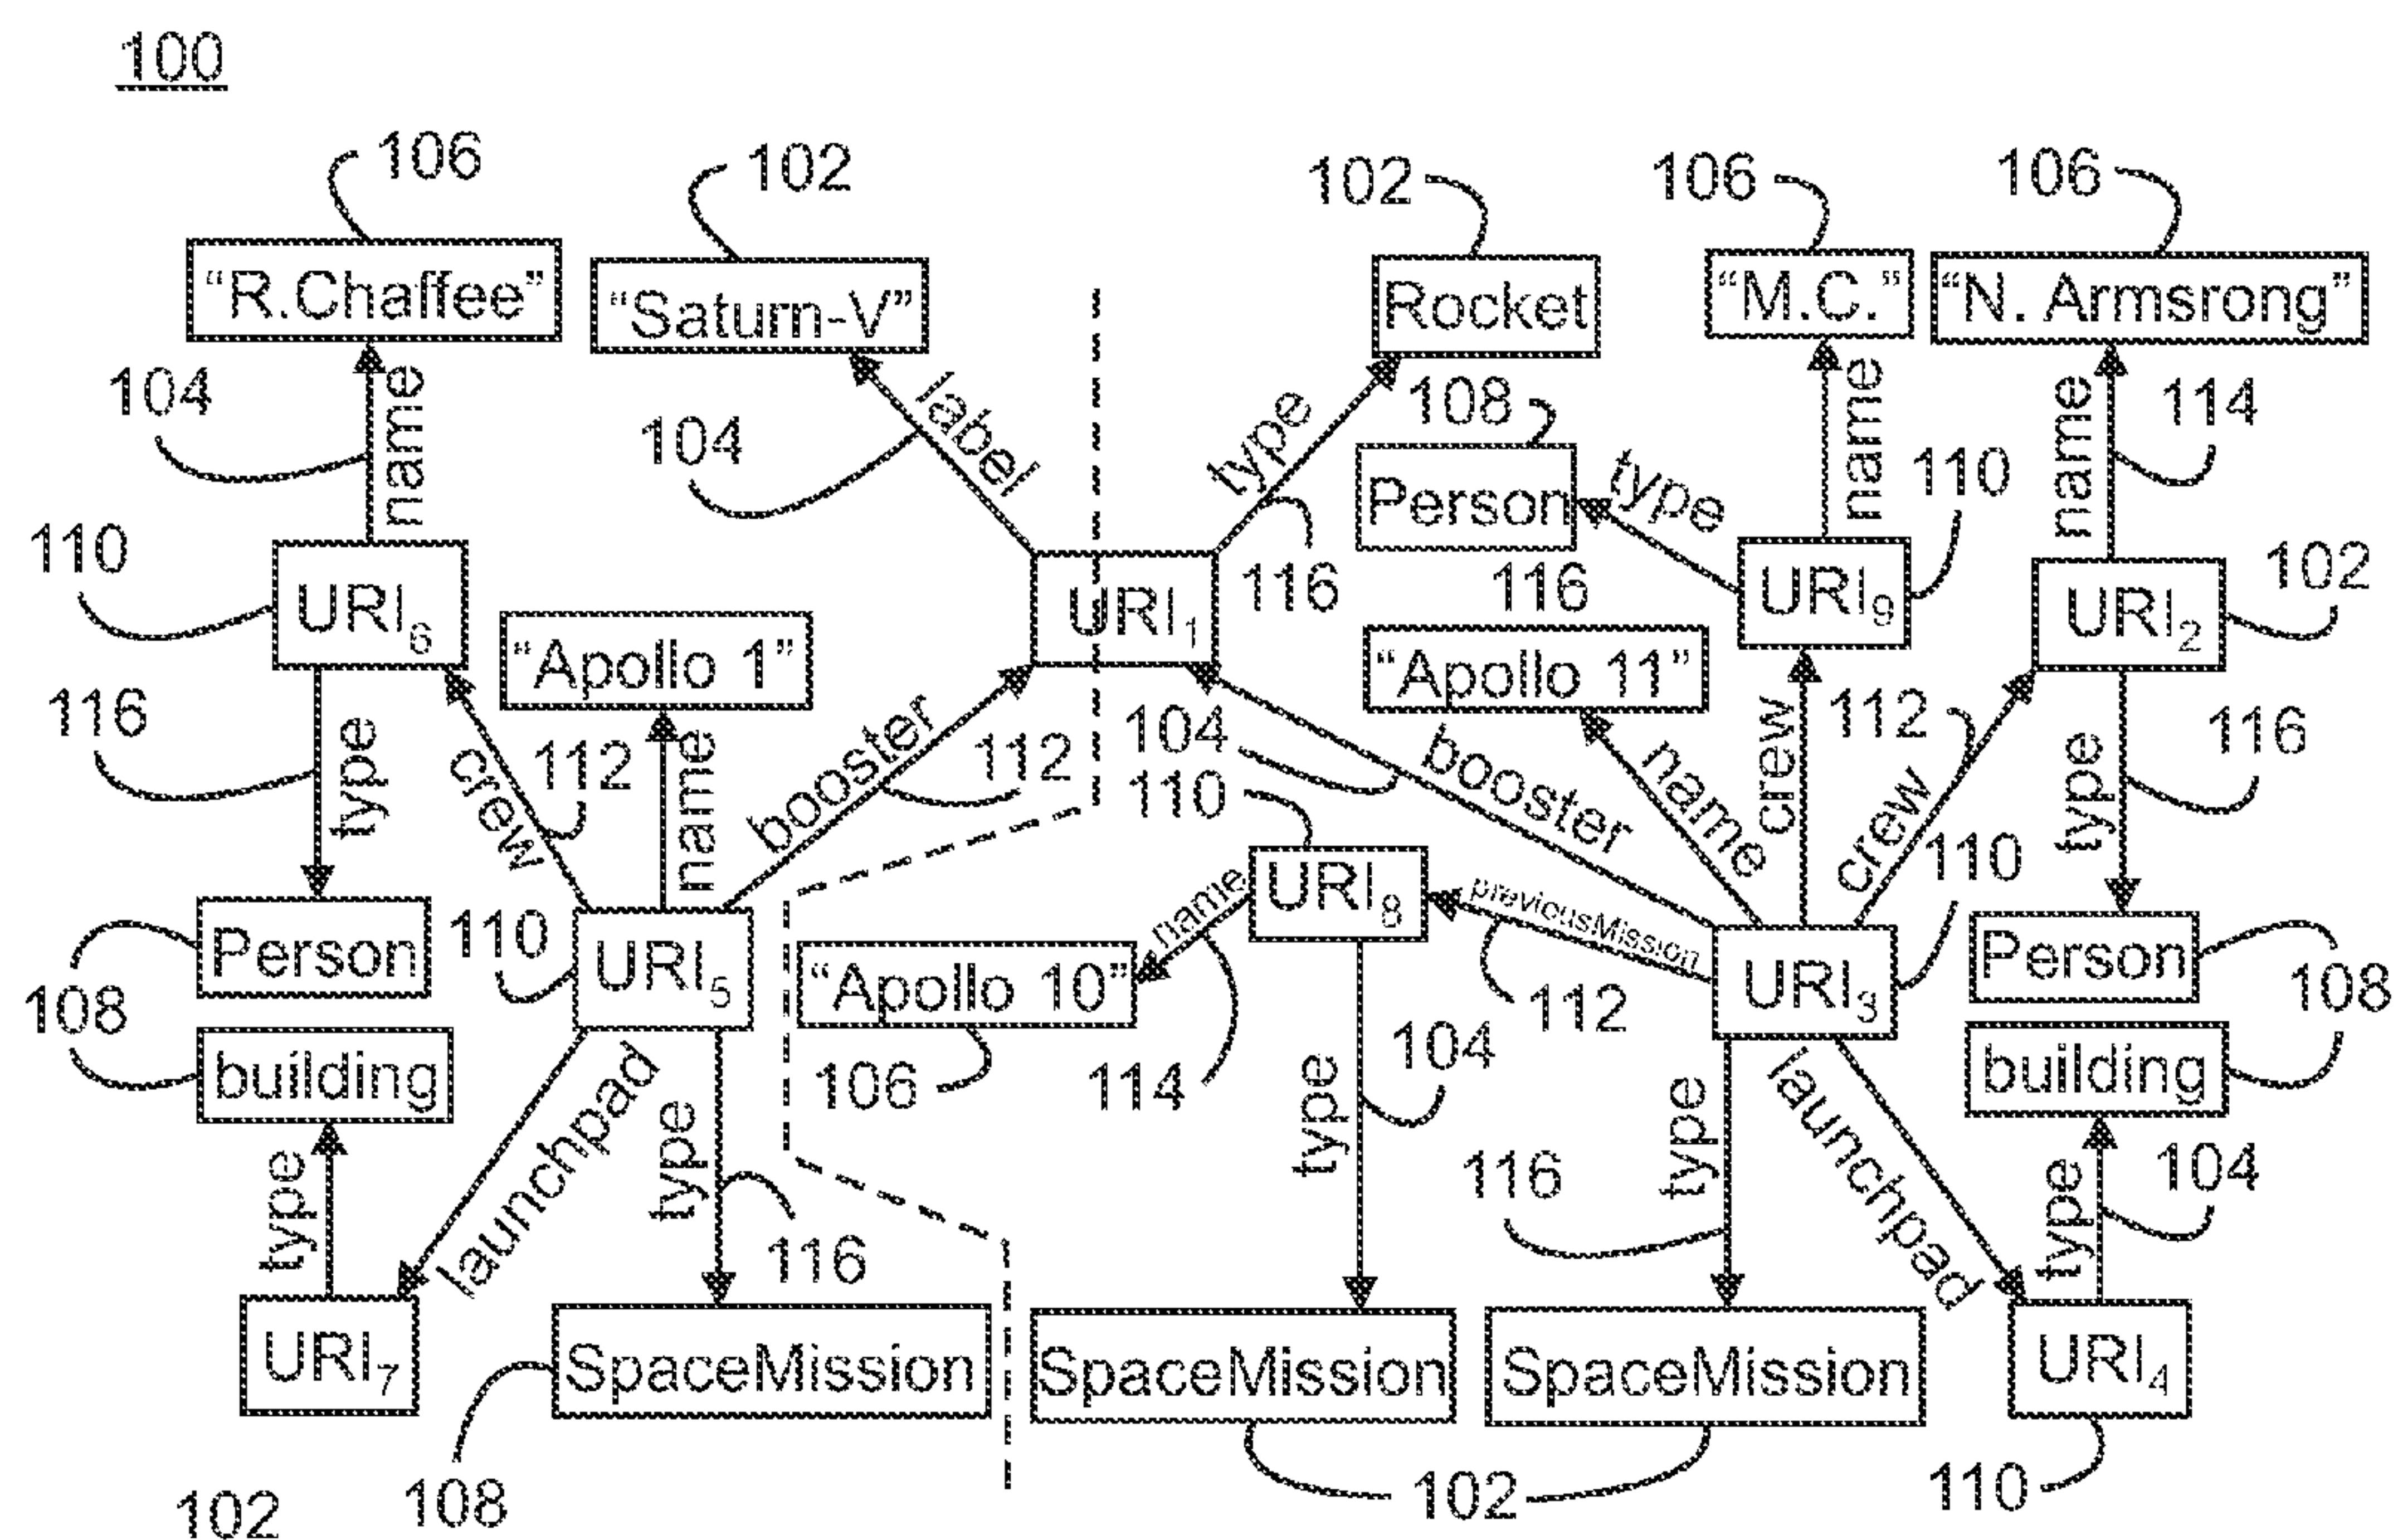 100
106
102
102
106
106
“R.Chaffee”
“Saturn-V”
Rocket
“M.C.”
“N. Armsrong”
104
name
104
label
type
108
Person
type
name
110
name
114
110
URI6
“Apollo 1”
URI1
116
116
“Apollo 11”
URI9
URI2
102
116
type
crew
112
name
booster
112
104
110
booster
name
crew
112
crew
110
type
116
Person
110
URI5
“Apollo 10”
name
URI8
previousMission
112
URI3
Person
108
108
building
106
114
type
104
building
type
launchpad
type
116
116
type
launchpad
type
104
URI7
SpaceMission
SpaceMission
SpaceMission
URI4
102
108
102
110